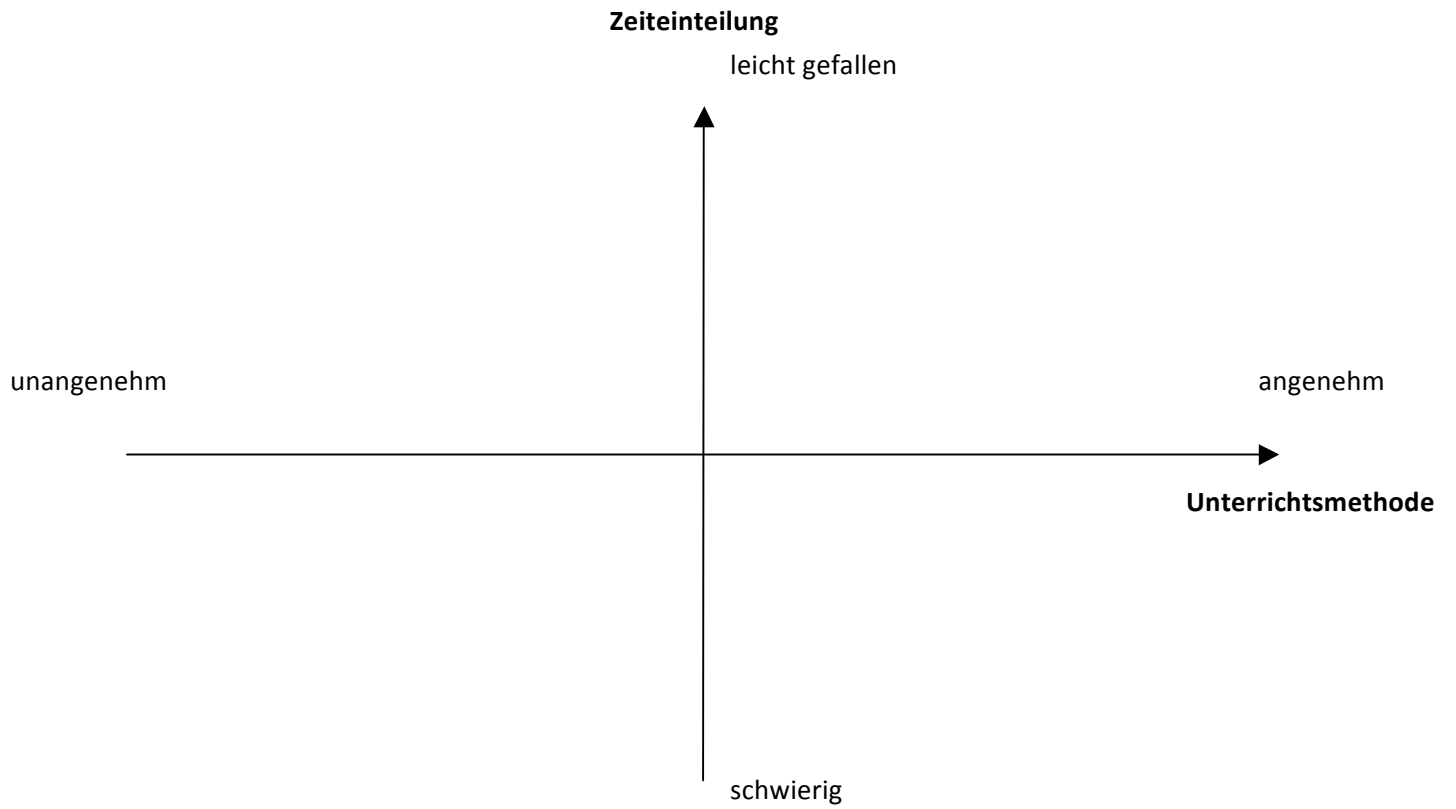 Zeiteinteilung
leicht gefallen
unangenehm
angenehm
Unterrichtsmethode
schwierig